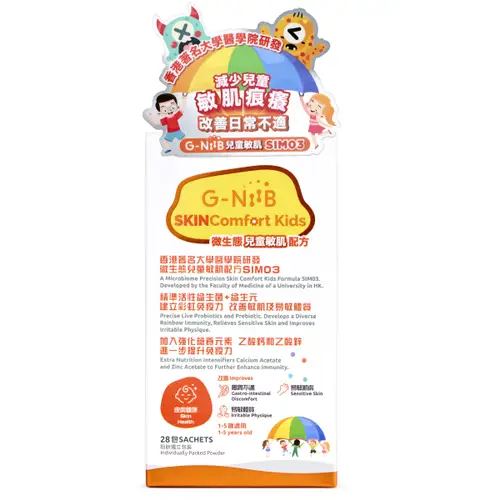 香港著名大學醫學院研發
減少兒童
敏肌痕癢
改善日常不適
G-NiiB 兒童敏肌 SIM03
G-NiiB
SKINComfort Kids
微生態兒童敏肌配方
香港著名大學醫學院研發
微生態兒童敏肌配方SIM03
A Microbiome Precision Skin Comfort Kids Formula SIM03.
Developed by the Faculty of Medicine of a University in HK.
精準活性益生菌+益生元
建立彩虹免疫力 改善敏肌及易敏體質
Precise Live Probiotics and Prebiotic. Develops a Diverse
Rainbow Immunity, Relieves Sensitive Skin and Improves
Irritable Physique.
加入強化營養元素 乙酸鈣和乙酸鋅
進一步提升免疫力
Extra Nutrition Intensifiers Calcium Acetate
and Zinc Acetate to Further Enhance Immunity.
改善 Improves
腸胃不適
Gastro-intestinal
Discomfort
易敏肌膚
Sensitive Skin
易敏體質
Irritable Physique
皮膚健康
Skin
Health
1-5歲適用
1-5 years old
28包SACHETS
粉狀獨立包裝
Individually Packed Powder